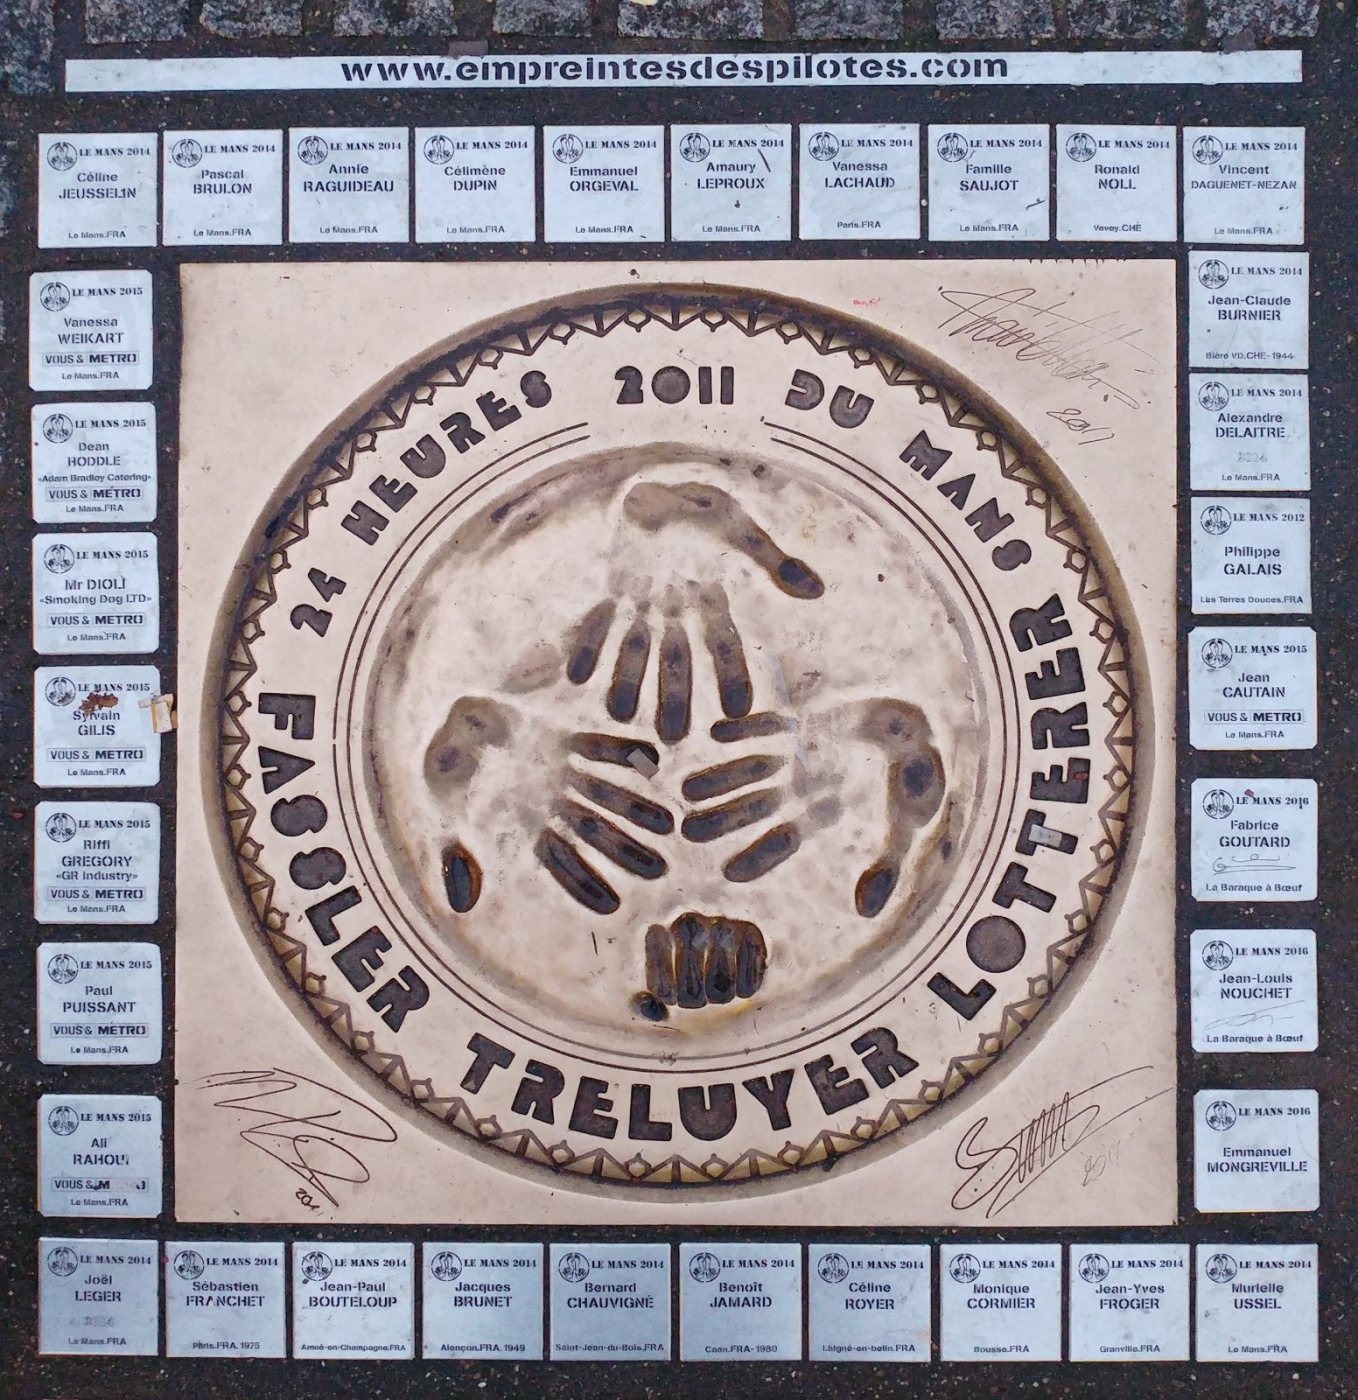 www.empreintesdespilotes.com
LE MANS 2014
Céline
JEUSSELIN
Le Mans.FRA
LE MANS 2014
Pascal
BRULON
Le Mans.FRA
LE MANS 2014
Annie
RAGUIDEAU
Le Mans.FRA
LE MANS 2014
Célimène
DUPIN
Le Mans.FRA
LE MANS 2014
Emmanuel
ORGEVAL
Le Mans.FRA
LE MANS 2014
Amaury
LEPROUX
Le Mans.FRA
LE MANS 2014
Vanessa
LACHAUD
Paris.FRA
LE MANS 2014
Famille
SAUJOT
Le Mans.FRA
LE MANS 2014
Ronald
NOLL
Vevey.CHE
LE MANS 2014
Vincent
DAGUENET-NEZAN
Le Mans.FRA
LE MANS 2015
Vanessa
WEIKART
VOUS & METRO
Le Mans.FRA
LE MANS 2015
Dean
HODDLE
«Adam Bradley Catering»
VOUS & METRO
Le Mans.FRA
LE MANS 2015
Mr DIOLI
«Smoking Dog LTD»
VOUS & METRO
Le Mans.FRA
LE MANS 2015
Sylvain
GILIS
VOUS & METRO
Le Mans.FRA
LE MANS 2015
Riffi
GREGORY
«GR Industry»
VOUS & METRO
Le Mans.FRA
LE MANS 2015
Paul
PUISSANT
VOUS & METRO
Le Mans.FRA
LE MANS 2015
Ali
RAHOUI
VOUS & M
Le Mans.FRA
24 HEURES 2011 DU MANS
FASSLER TRELUYER LOTTERER
2011
LE MANS 2014
Jean-Claude
BURNIER
Bière VD.CHE-1944
LE MANS 2014
Alexandre
DELAITRE
2014
Le Mans.FRA
LE MANS 2012
Philippe
GALAIS
Les Terres Douces.FRA
LE MANS 2015
Jean
CAUTAIN
VOUS & METRO
Le Mans.FRA
LE MANS 2016
Fabrice
GOUTARD
La Baraque à Bœuf
LE MANS 2016
Jean-Louis
NOUCHET
La Baraque à Bœuf
LE MANS 2016
Emmanuel
MONGREVILLE
LE MANS 2014
Joël
LEGER
2014
Le Mans.FRA
LE MANS 2014
Sébastien
FRANCHET
Paris.FRA. 1975
LE MANS 2014
Jean-Paul
BOUTELOUP
Amné-en-Champagne.FRA
LE MANS 2014
Jacques
BRUNET
Alençon.FRA. 1949
LE MANS 2014
Bernard
CHAUVIGNÉ
Saint-Jean-du-Bois.FRA
LE MANS 2014
Benoît
JAMARD
Caen.FRA-1980
LE MANS 2014
Céline
ROYER
Laigné-en-belin.FRA
LE MANS 2014
Monique
CORMIER
Bousse.FRA
LE MANS 2014
Jean-Yves
FROGER
Granville.FRA
LE MANS 2014
Murielle
USSEL
Le Mans.FRA